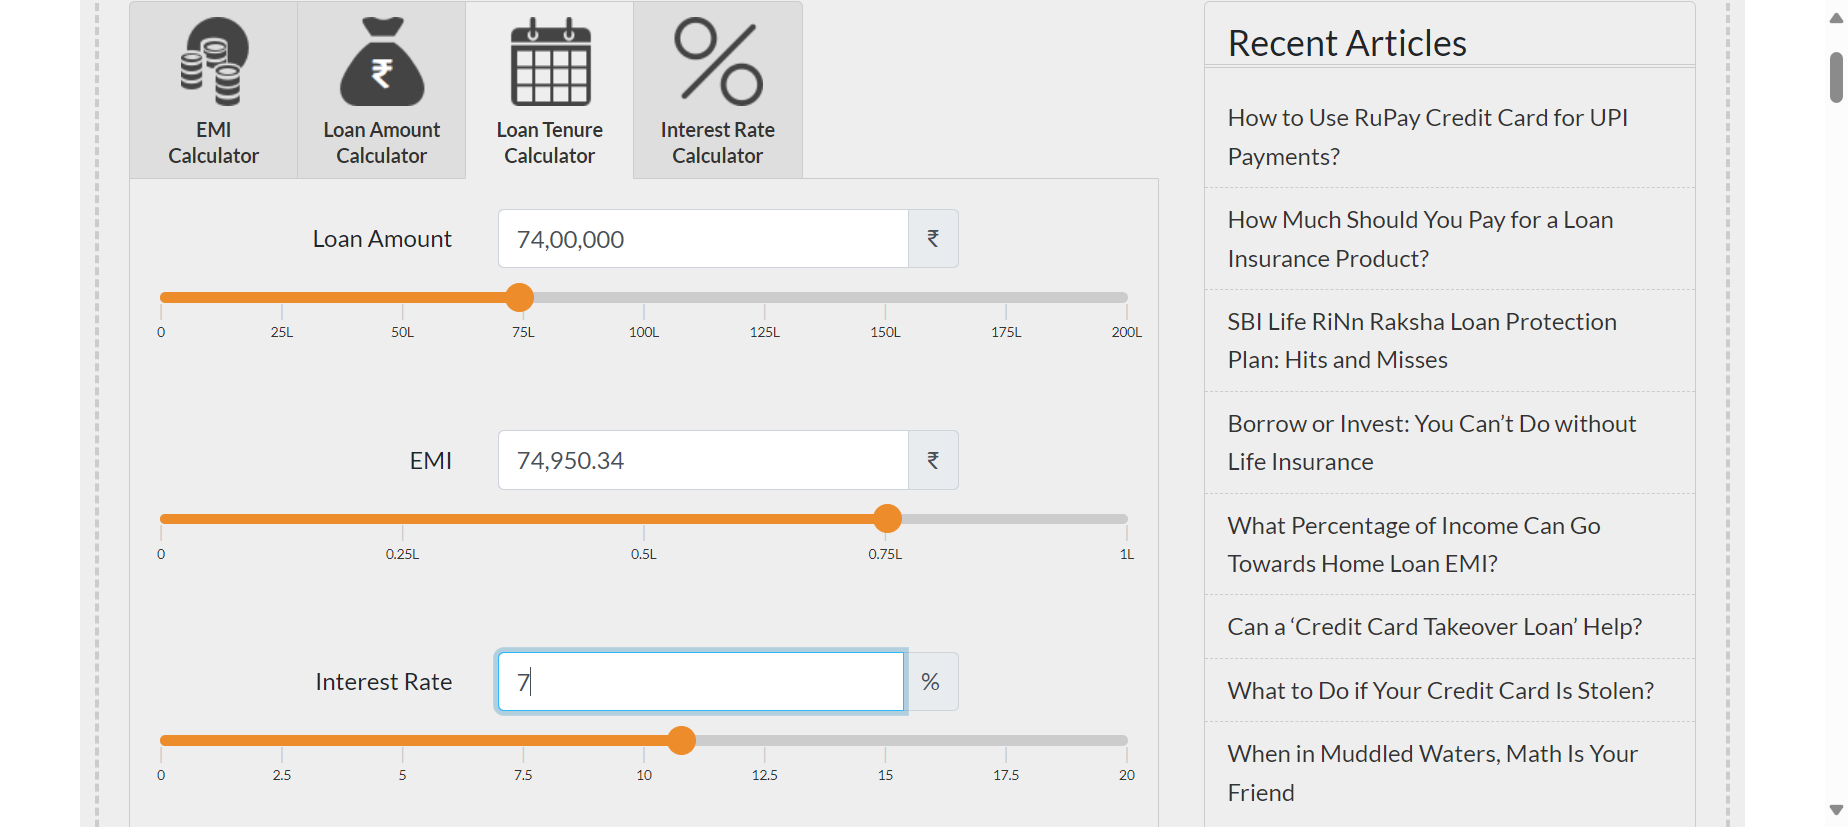 EMI
Calculator
Loan Amount
Calculator
Loan Tenure
Calculator
Interest Rate
Calculator
Loan Amount
74,00,000
₹
0 25L 50L 75L 100L 125L 150L 175L 200L
EMI
74,950.34
₹
0 0.25L 0.5L 0.75L 1L
Interest Rate
7
%
0 2.5 5 7.5 10 12.5 15 17.5 20
Recent Articles
How to Use RuPay Credit Card for UPI
Payments?
How Much Should You Pay for a Loan
Insurance Product?
SBI Life RiNn Raksha Loan Protection
Plan: Hits and Misses
Borrow or Invest: You Can’t Do without
Life Insurance
What Percentage of Income Can Go
Towards Home Loan EMI?
Can a ‘Credit Card Takeover Loan’ Help?
What to Do if Your Credit Card Is Stolen?
When in Muddled Waters, Math Is Your
Friend